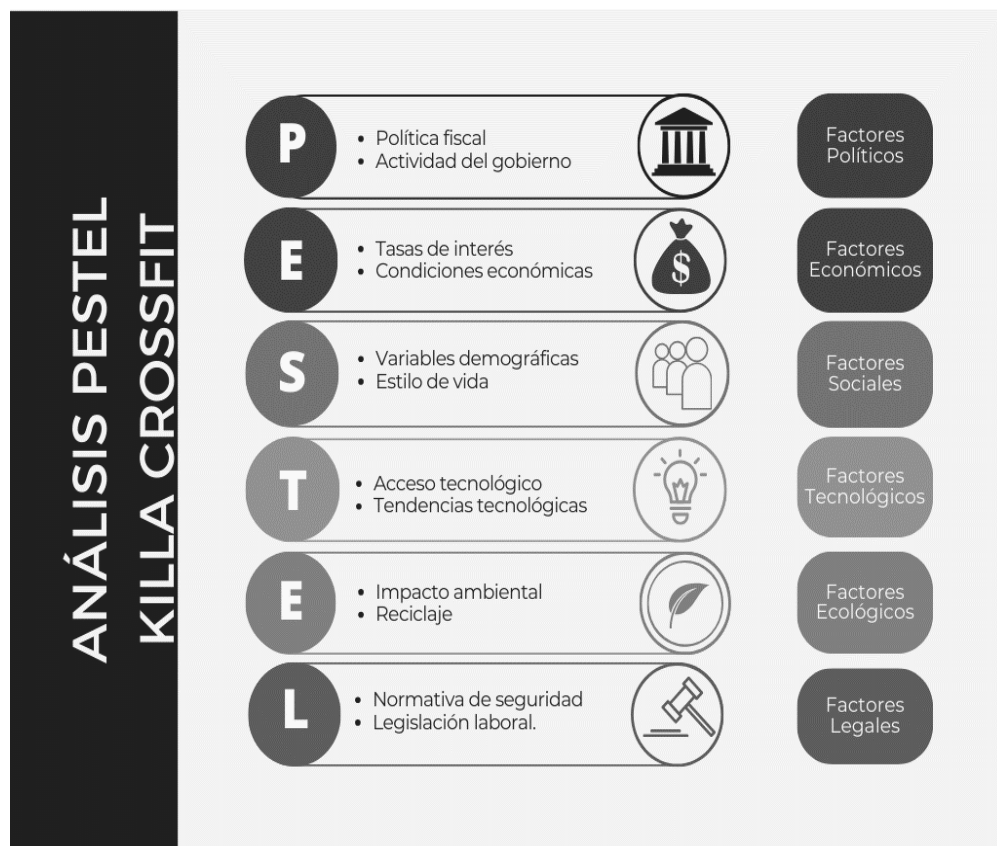 ANÁLISIS PESTEL
KILLA CROSSFIT
P
• Política fiscal
• Actividad del gobierno
Factores
Políticos
E
• Tasas de interés
• Condiciones económicas
$
Factores
Económicos
S
• Variables demográficas
• Estilo de vida
Factores
Sociales
T
• Acceso tecnológico
• Tendencias tecnológicas
Factores
Tecnológicos
E
• Impacto ambiental
• Reciclaje
Factores
Ecológicos
L
• Normativa de seguridad
• Legislación laboral.
Factores
Legales